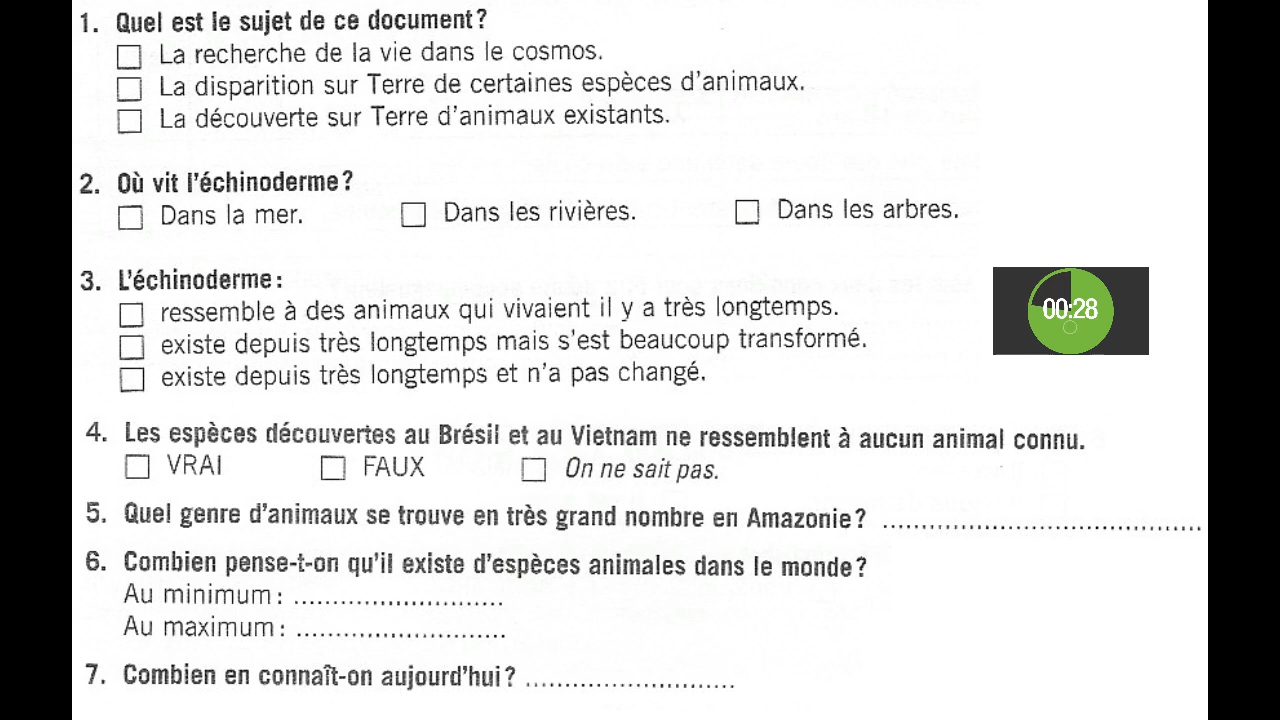 1. Quel est le sujet de ce document?
La recherche de la vie dans le cosmos.
La disparition sur Terre de certaines espèces d'animaux.
La découverte sur Terre d'animaux existants.
2. Où vit l'échinoderme?
Dans la mer. Dans les rivières. Dans les arbres.
3. L'échinoderme:
ressemble à des animaux qui vivaient il y a très longtemps.
existe depuis très longtemps mais s'est beaucoup transformé.
existe depuis très longtemps et n'a pas changé.
00:28
4. Les espèces découvertes au Brésil et au Vietnam ne ressemblent à aucun animal connu.
VRAI FAUX On ne sait pas.
5. Quel genre d'animaux se trouve en très grand nombre en Amazonie? ........................................
6. Combien pense-t-on qu'il existe d'espèces animales dans le monde?
Au minimum: ...........................
Au maximum: ...........................
7. Combien en connaît-on aujourd'hui? ...........................